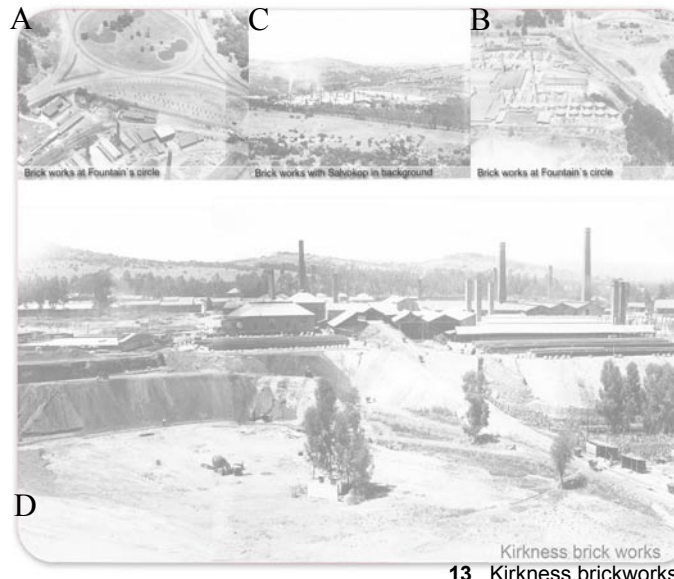 A
C
B
Brick works at Fountain's circle
Brick works with Salvokop in background
Brick works at Fountain's circle
D
Kirkness brick works
13 Kirkness brickworks